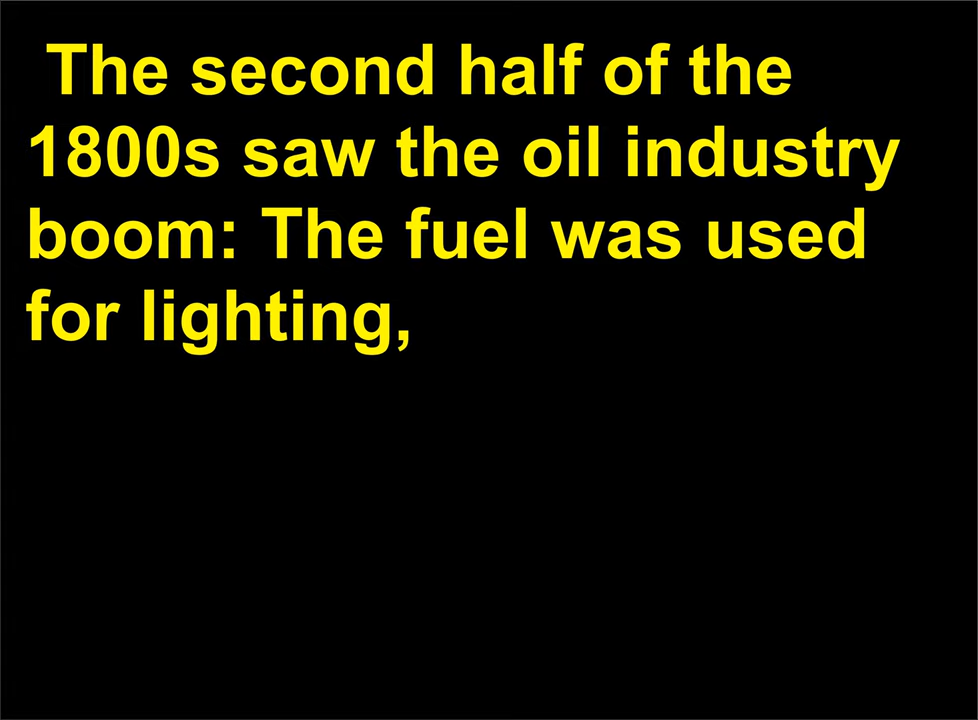 The second half of the
1800s saw the oil industry
boom: The fuel was used
for lighting,